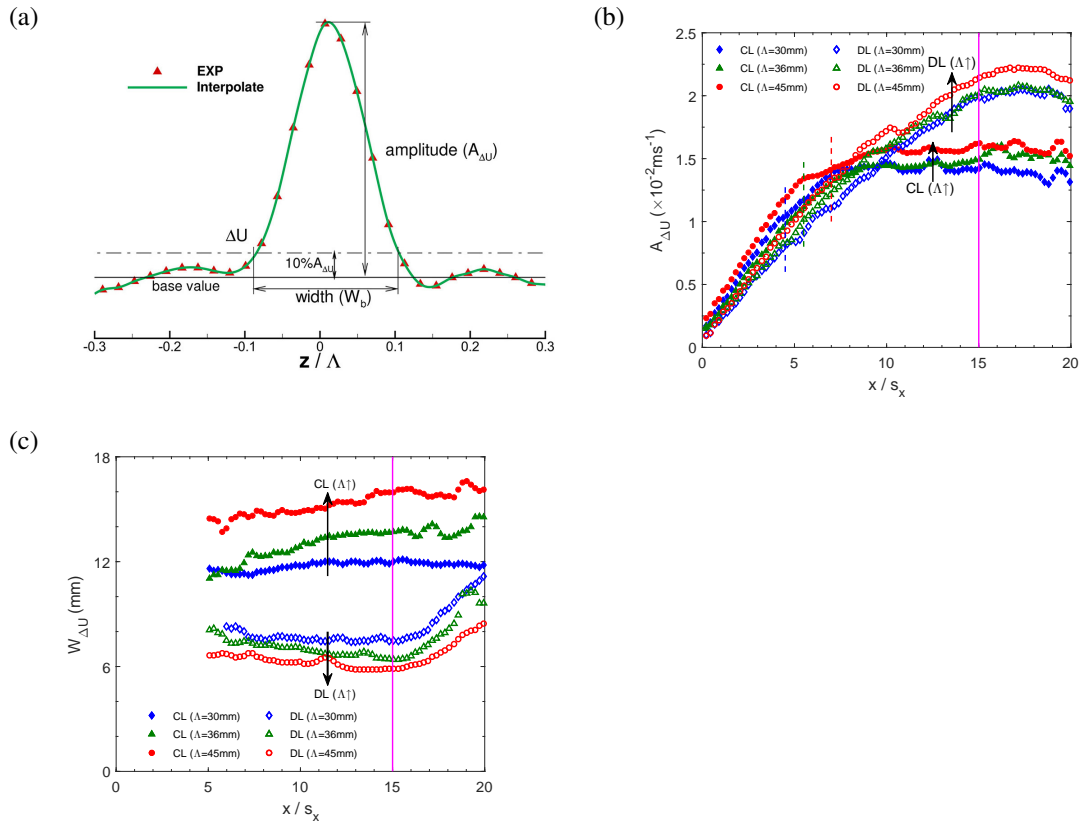 (a)
EXP
Interpolate
amplitude (A_ΔU)
ΔU
10%A_ΔU
base value
width (W_b)
-0.3 -0.2 -0.1 0 0.1 0.2 0.3
z / Λ
(b)
2.5
2
1.5
1
0.5
0
CL (Λ=30mm) DL (Λ=30mm)
CL (Λ=36mm) DL (Λ=36mm)
CL (Λ=45mm) DL (Λ=45mm)
DL (Λ↑)
CL (Λ↑)
A_ΔU (× 10⁻²ms⁻¹)
0 5 10 15 20
x / s_x
(c)
18
15
12
9
6
3
0
CL (Λ↑)
DL (Λ↑)
W_ΔU (mm)
CL (Λ=30mm) DL (Λ=30mm)
CL (Λ=36mm) DL (Λ=36mm)
CL (Λ=45mm) DL (Λ=45mm)
0 5 10 15 20
x / s_x